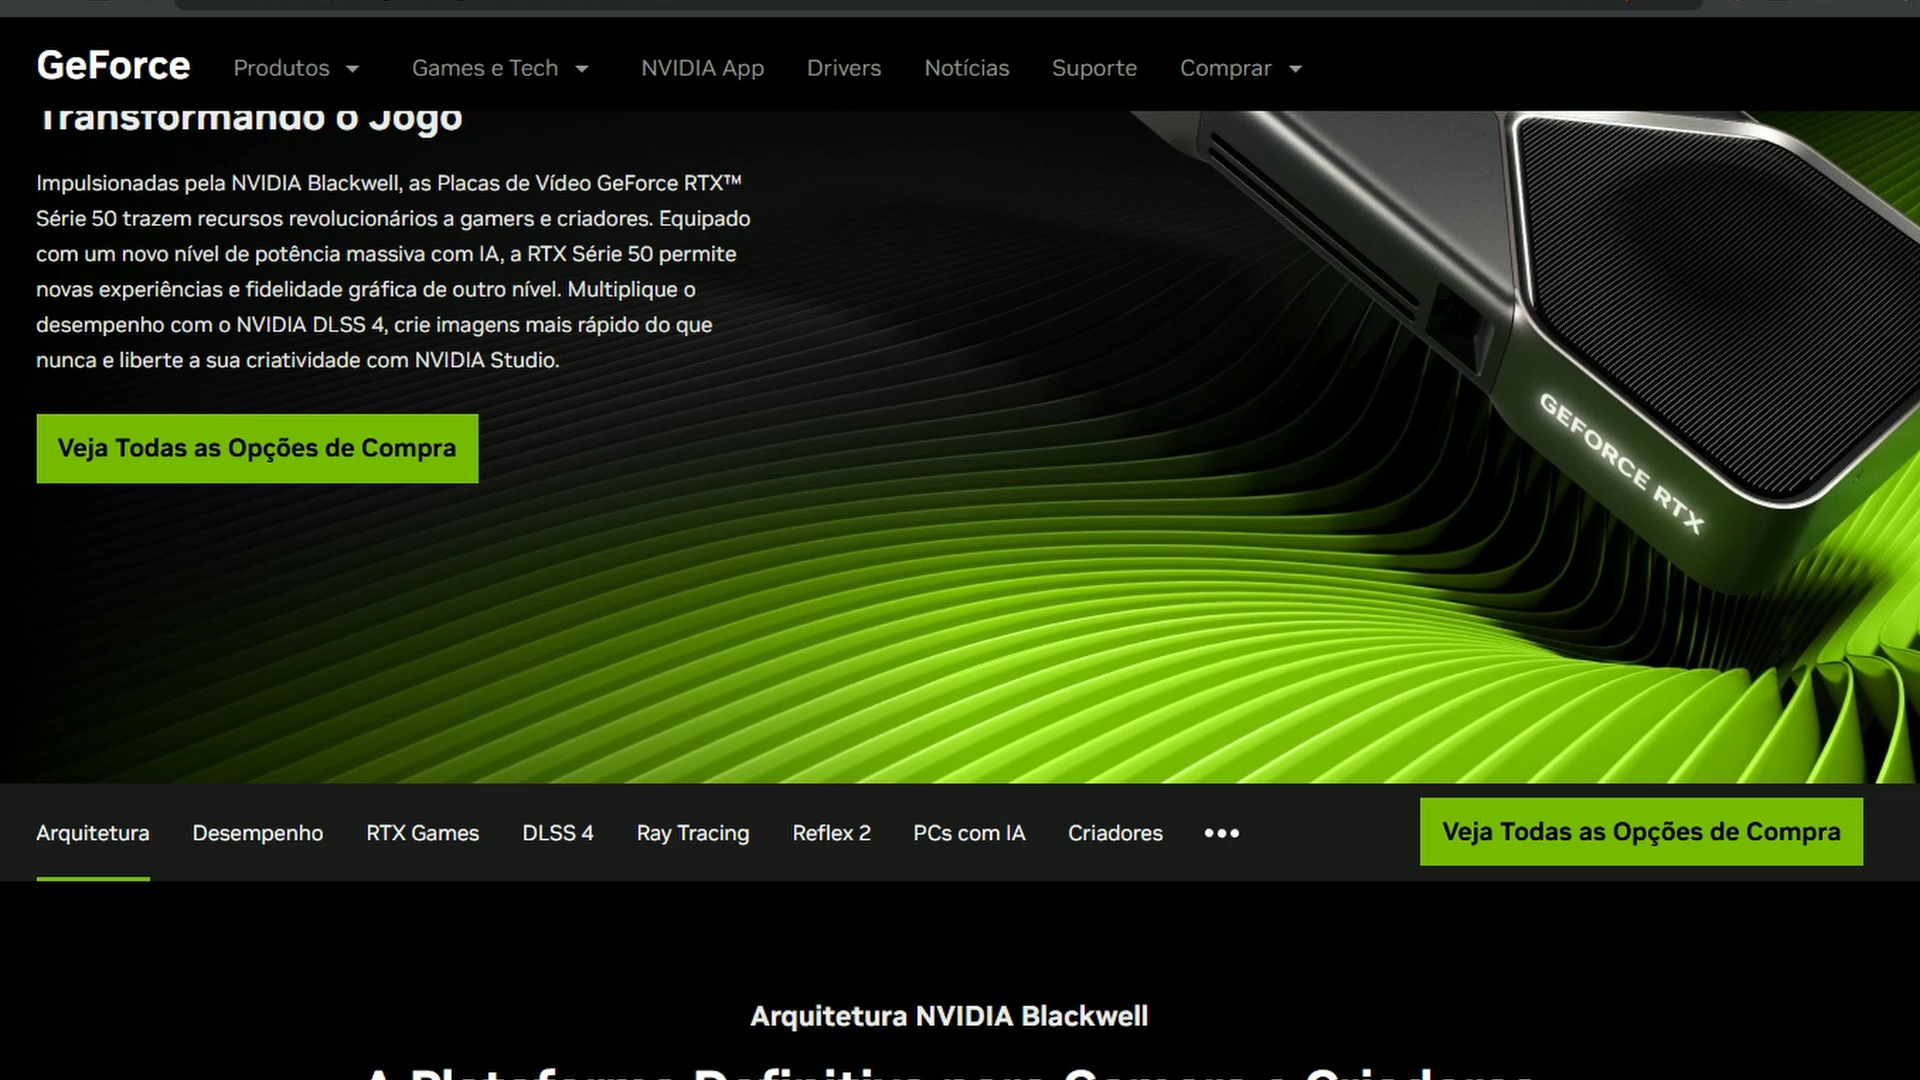 GeForce
Produtos
Games e Tech
NVIDIA App
Drivers
Notícias
Suporte
Comprar
Transformando o Jogo
Impulsionadas pela NVIDIA Blackwell, as Placas de Vídeo GeForce RTX™
Série 50 trazem recursos revolucionários a gamers e criadores. Equipado
com um novo nível de potência massiva com IA, a RTX Série 50 permite
novas experiências e fidelidade gráfica de outro nível. Multiplique o
desempenho com o NVIDIA DLSS 4, crie imagens mais rápido do que
nunca e liberte a sua criatividade com NVIDIA Studio.
Veja Todas as Opções de Compra
GEFORCE RTX
Arquitetura
Desempenho
RTX Games
DLSS 4
Ray Tracing
Reflex 2
PCs com IA
Criadores
•••
Veja Todas as Opções de Compra
Arquitetura NVIDIA Blackwell
A Plataforma Definitiva para Gamers e Criadores